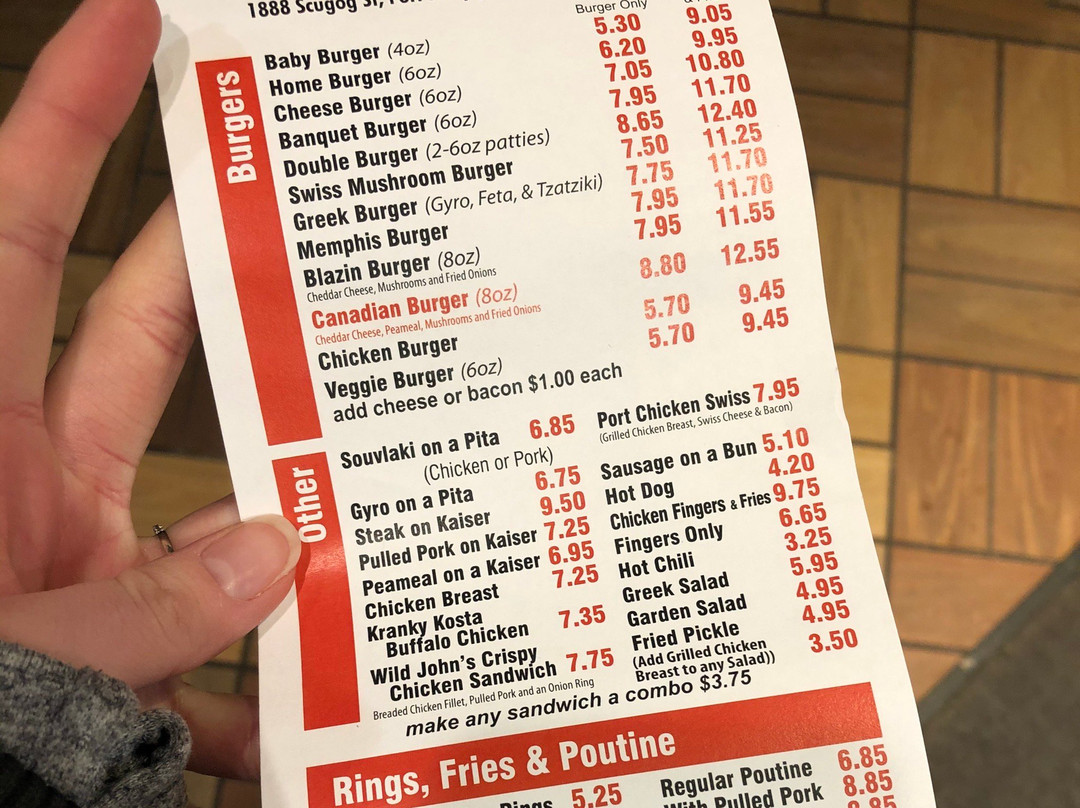 1888 Scugog St,
Burger Only
Burgers
Baby Burger (4oz) 5.30 9.05
Home Burger (6oz) 6.20 9.95
Cheese Burger (6oz) 7.05 10.80
Banquet Burger (6oz) 7.95 11.70
Double Burger (2-6oz patties) 8.65 12.40
Swiss Mushroom Burger 7.50 11.25
Greek Burger (Gyro, Feta, & Tzatziki) 7.75 11.70
Memphis Burger 7.95 11.70
Blazin Burger (8oz) 7.95 11.55
Cheddar Cheese, Mushrooms and Fried Onions
Canadian Burger (8oz) 8.80 12.55
Cheddar Cheese, Peameal, Mushrooms and Fried Onions
Chicken Burger 5.70 9.45
Veggie Burger (6oz) 5.70 9.45
add cheese or bacon $1.00 each
Other
Souvlaki on a Pita 6.85
(Chicken or Pork)
Gyro on a Pita 6.75
Steak on Kaiser 9.50
Pulled Pork on Kaiser 7.25
Peameal on a Kaiser 6.95
Chicken Breast 7.25
Kranky Kosta
Buffalo Chicken 7.35
Wild John's Crispy
Chicken Sandwich 7.75
Breaded Chicken Fillet, Pulled Pork and an Onion Ring
Port Chicken Swiss 7.95
(Grilled Chicken Breast, Swiss Cheese & Bacon)
Sausage on a Bun 5.10
Hot Dog 4.20
Chicken Fingers & Fries 9.75
Fingers Only 6.65
Hot Chili 3.25
Greek Salad 5.95
Garden Salad 4.95
Fried Pickle 4.95
(Add Grilled Chicken
Breast to any Salad)) 3.50
make any sandwich a combo $3.75
Rings, Fries & Poutine
Rings 5.25
Regular Poutine 6.85
With Pulled Pork 8.85